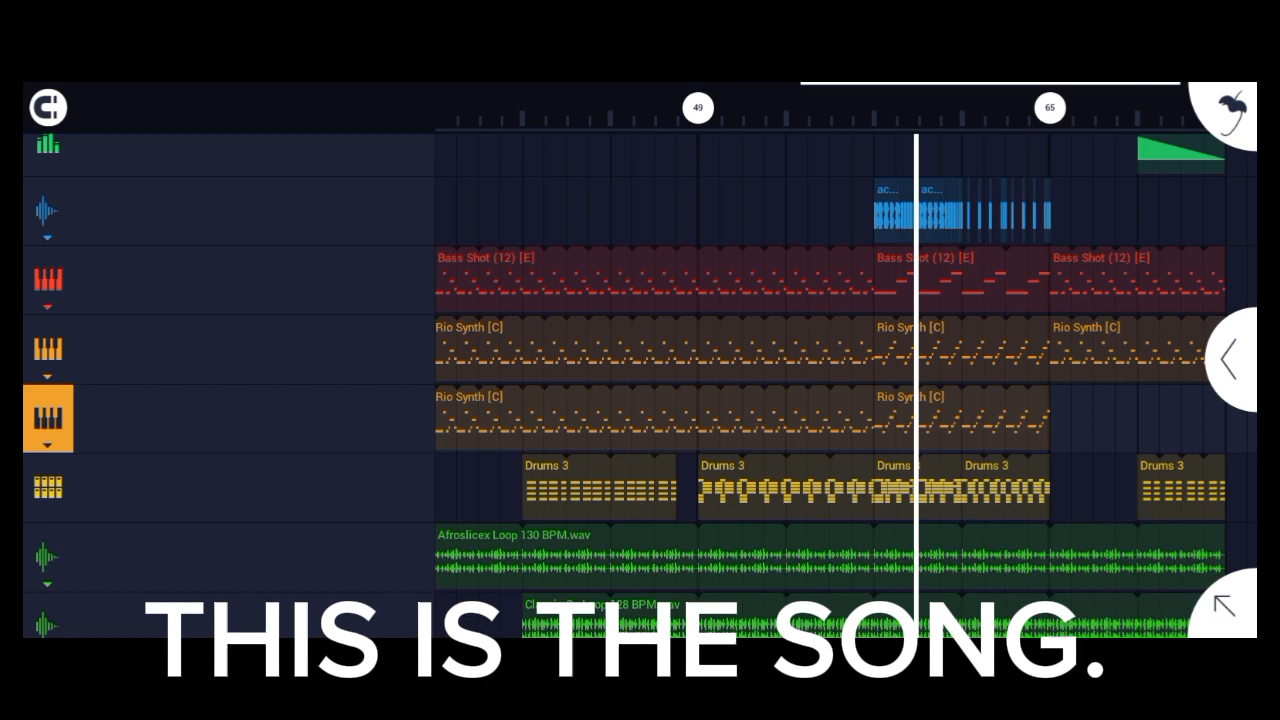 49 65
ac... ac...
Bass Shot (12) [E] Bass Shot (12) [E] Bass Shot (12) [E]
Rio Synth [C] Rio Synth [C] Rio Synth [C]
Rio Synth [C] Rio Synth [C]
Drums 3 Drums 3 Drums Drums 3 Drums 3
Afroslicex Loop 130 BPM.wav
THIS IS THE SONG.